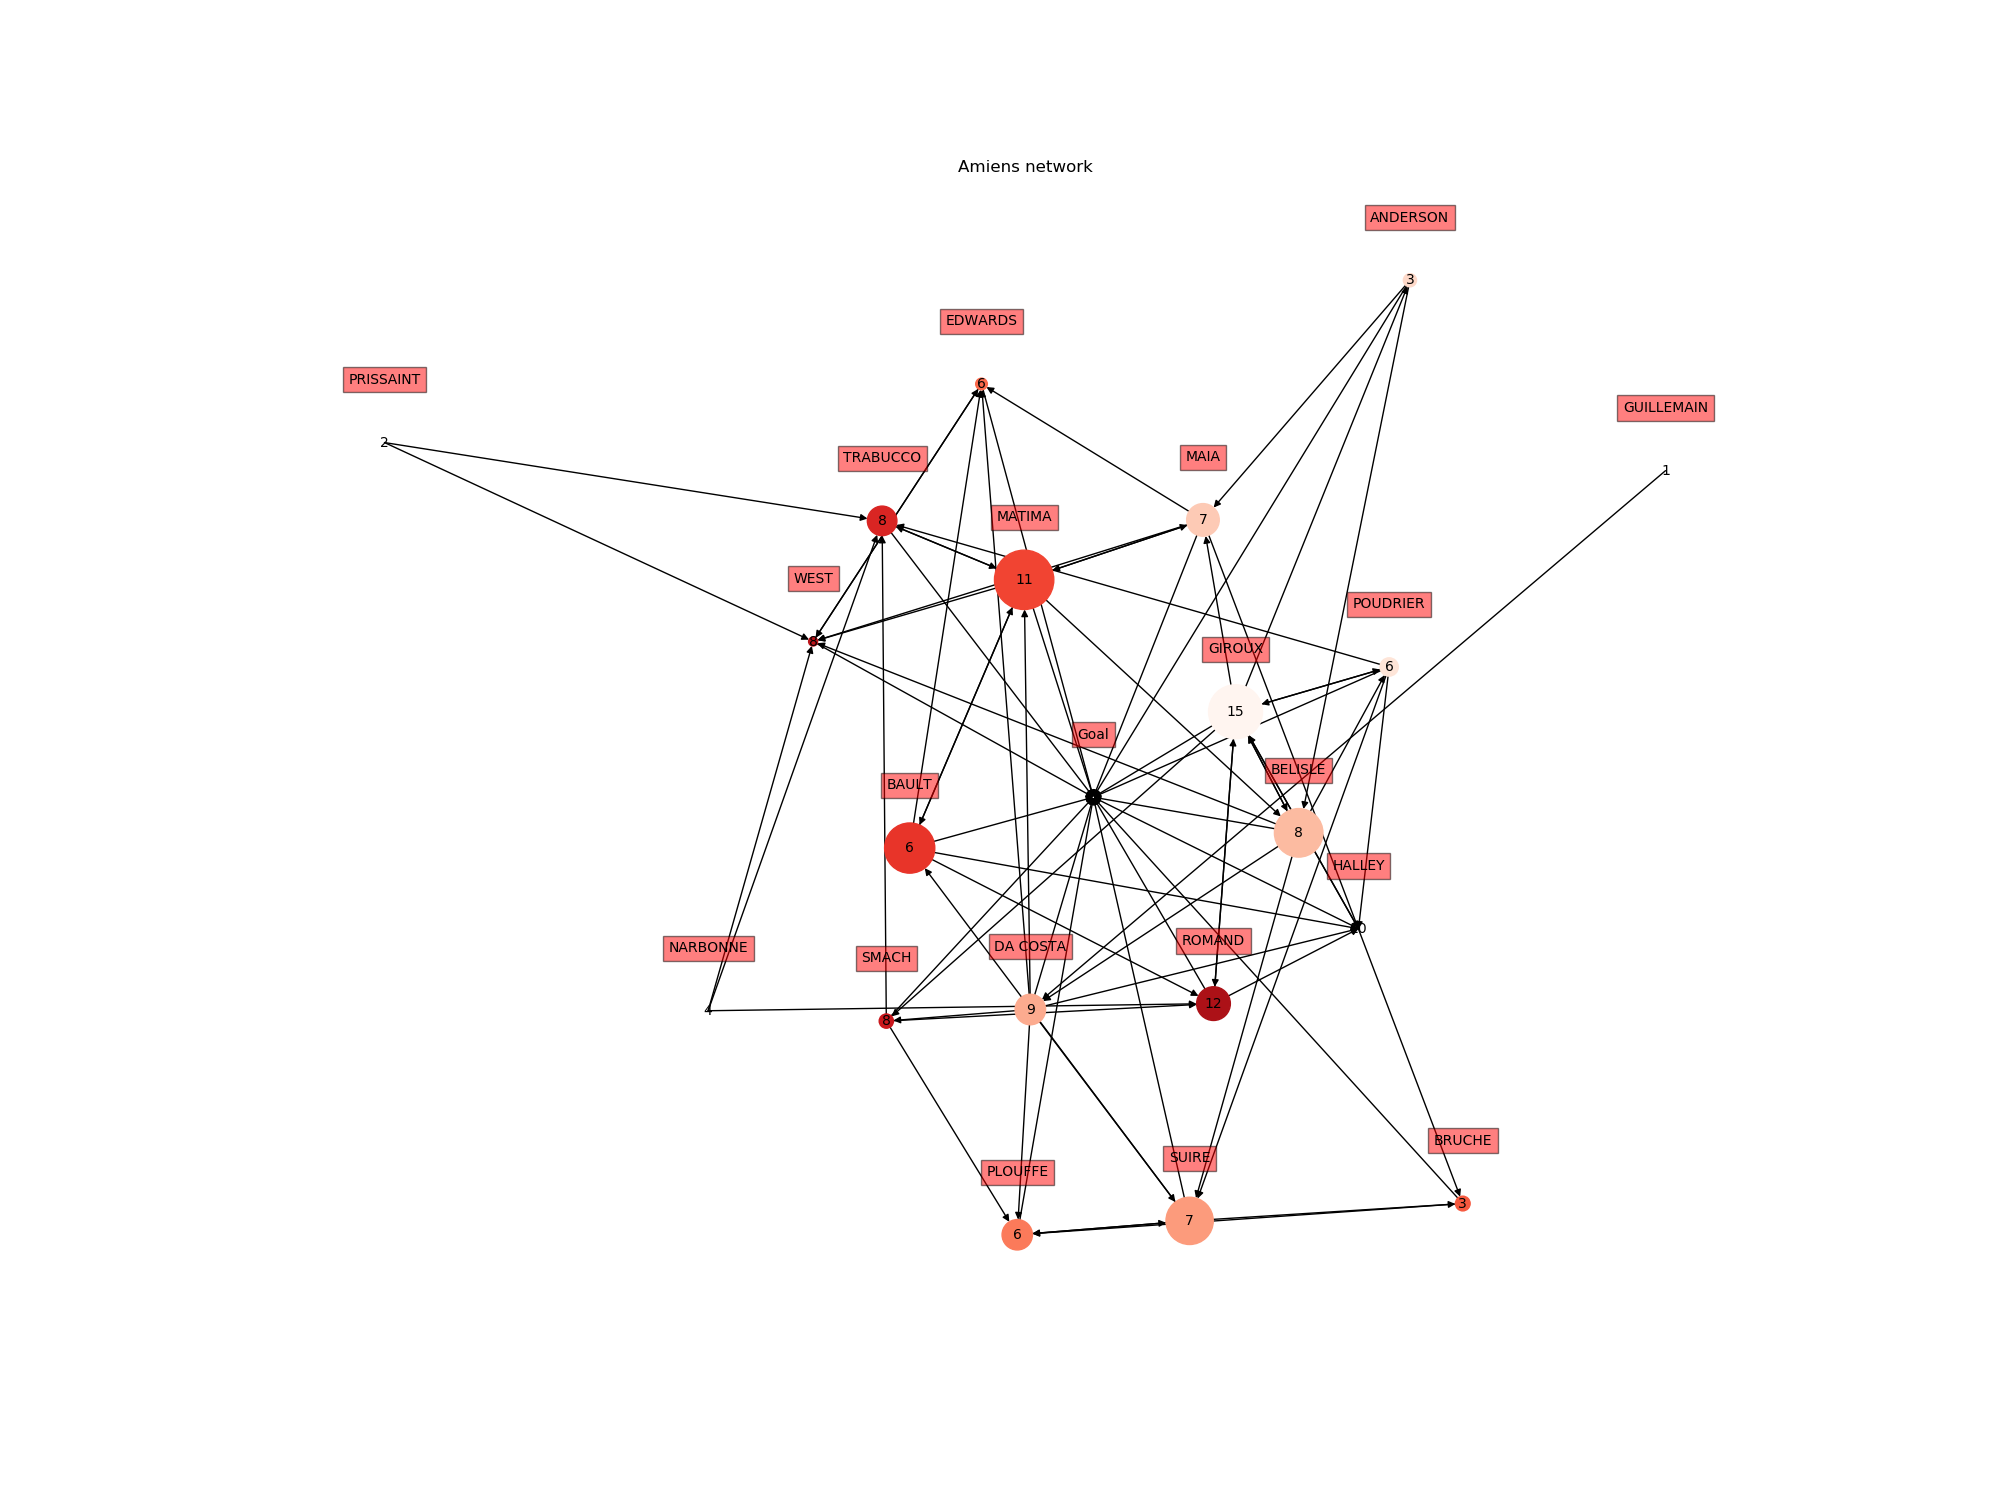 Amiens network
ANDERSON
3
EDWARDS
6
PRISSAINT
2
GUILLEMAIN
1
TRABUCCO
8
MAIA
7
MATIMA
11
WEST
POUDRIER
6
GIROUX
15
Goal
BELISLE
8
BAULT
6
HALLEY
0
NARBONNE
4
SMACH
8
DA COSTA
9
ROMAND
12
BRUCHE
3
SUIRE
7
PLOUFFE
6